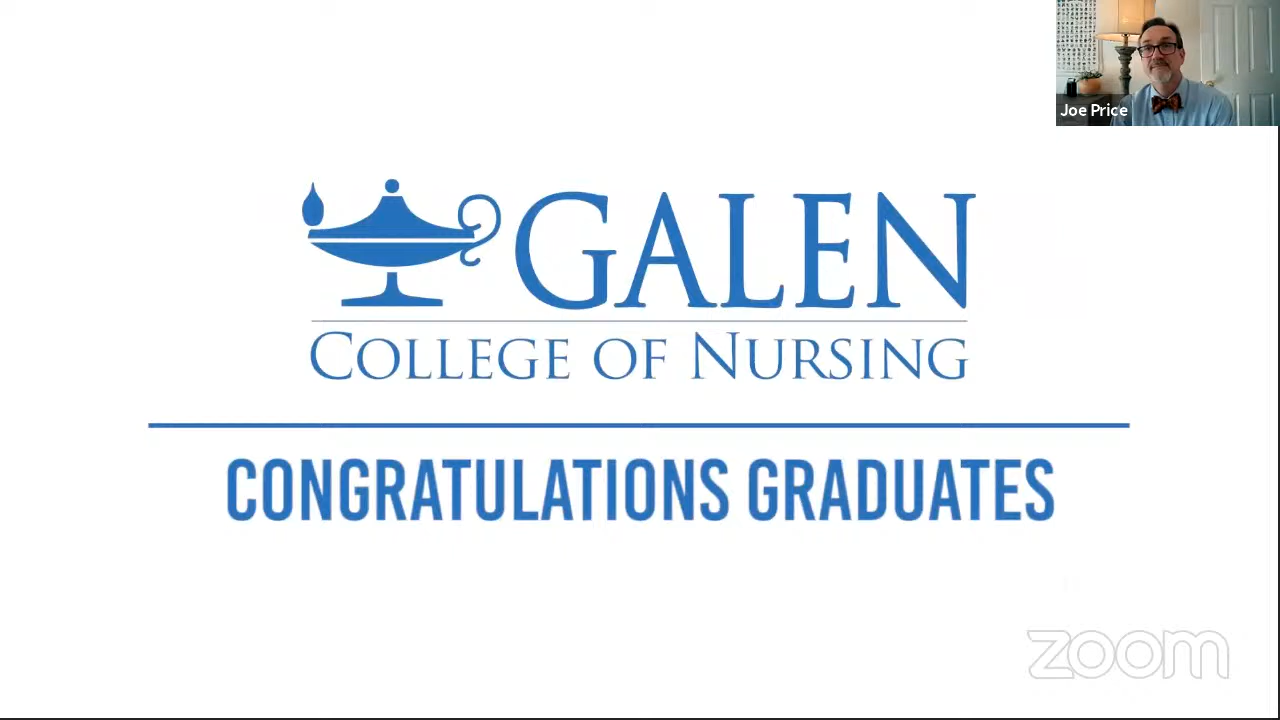 Joe Price
GALEN
COLLEGE OF NURSING
CONGRATULATIONS GRADUATES
zoom